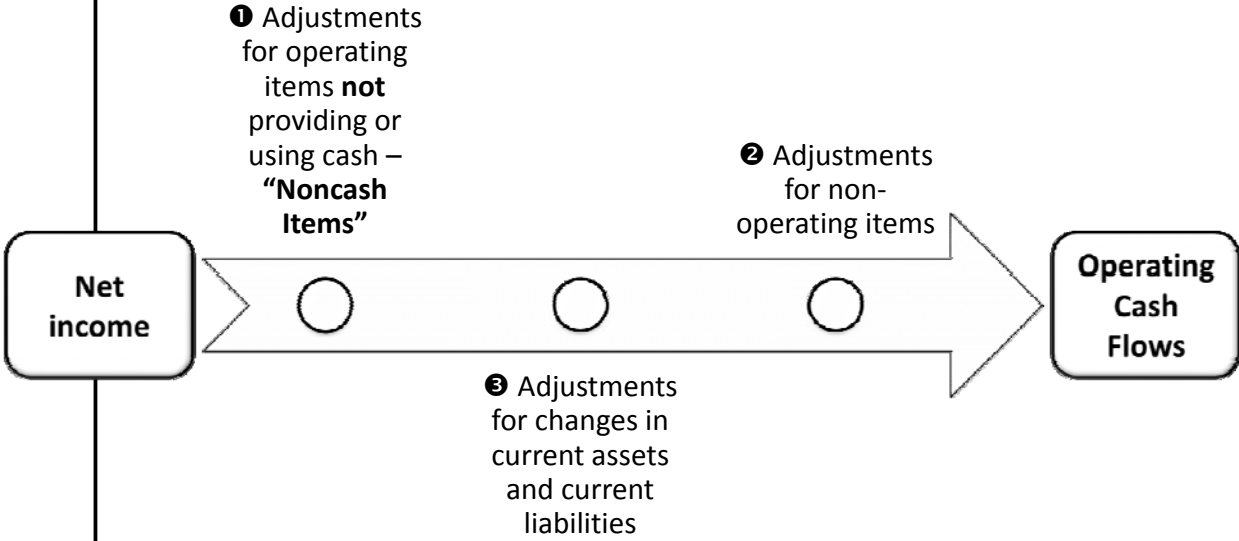 ❶ Adjustments
for operating
items not
providing or
using cash –
“Noncash
Items”
❷ Adjustments
for non-
operating items
Net
income
Operating
Cash
Flows
❸ Adjustments
for changes in
current assets
and current
liabilities